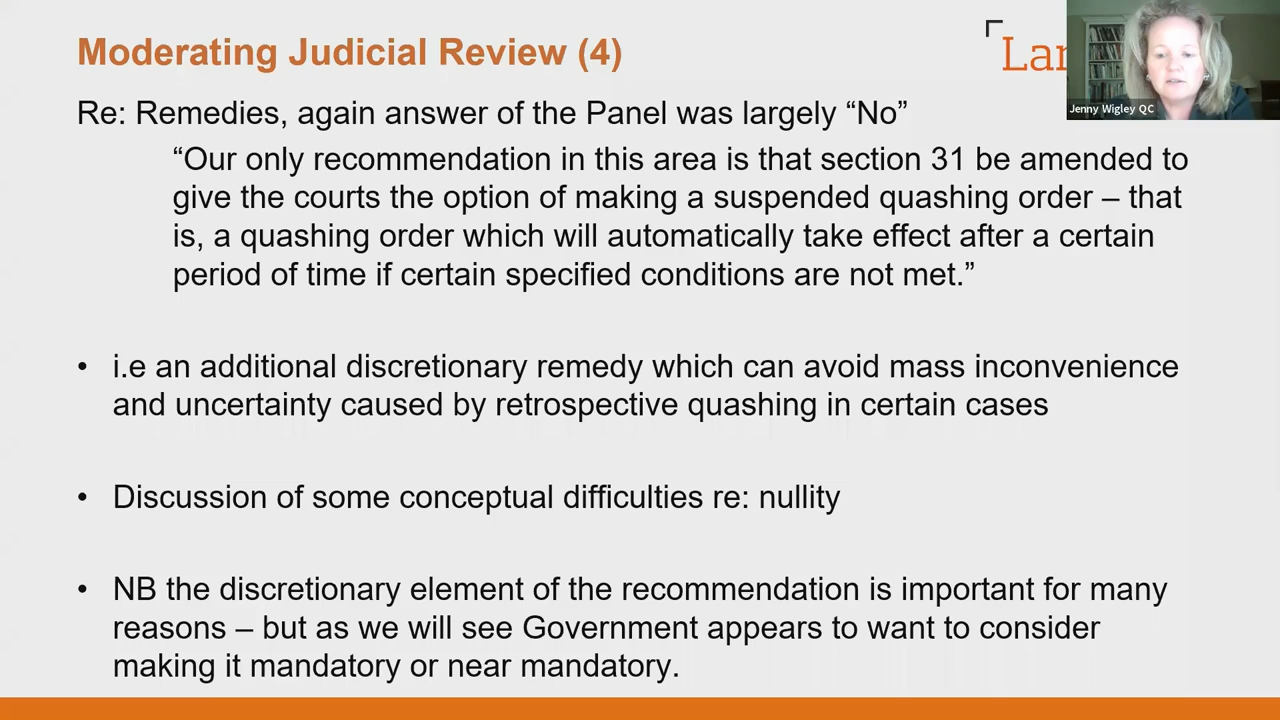 Moderating Judicial Review (4)
Lan
Jenny Wigley QC
Re: Remedies, again answer of the Panel was largely “No”
“Our only recommendation in this area is that section 31 be amended to
give the courts the option of making a suspended quashing order – that
is, a quashing order which will automatically take effect after a certain
period of time if certain specified conditions are not met.”
• i.e an additional discretionary remedy which can avoid mass inconvenience
and uncertainty caused by retrospective quashing in certain cases
• Discussion of some conceptual difficulties re: nullity
• NB the discretionary element of the recommendation is important for many
reasons – but as we will see Government appears to want to consider
making it mandatory or near mandatory.